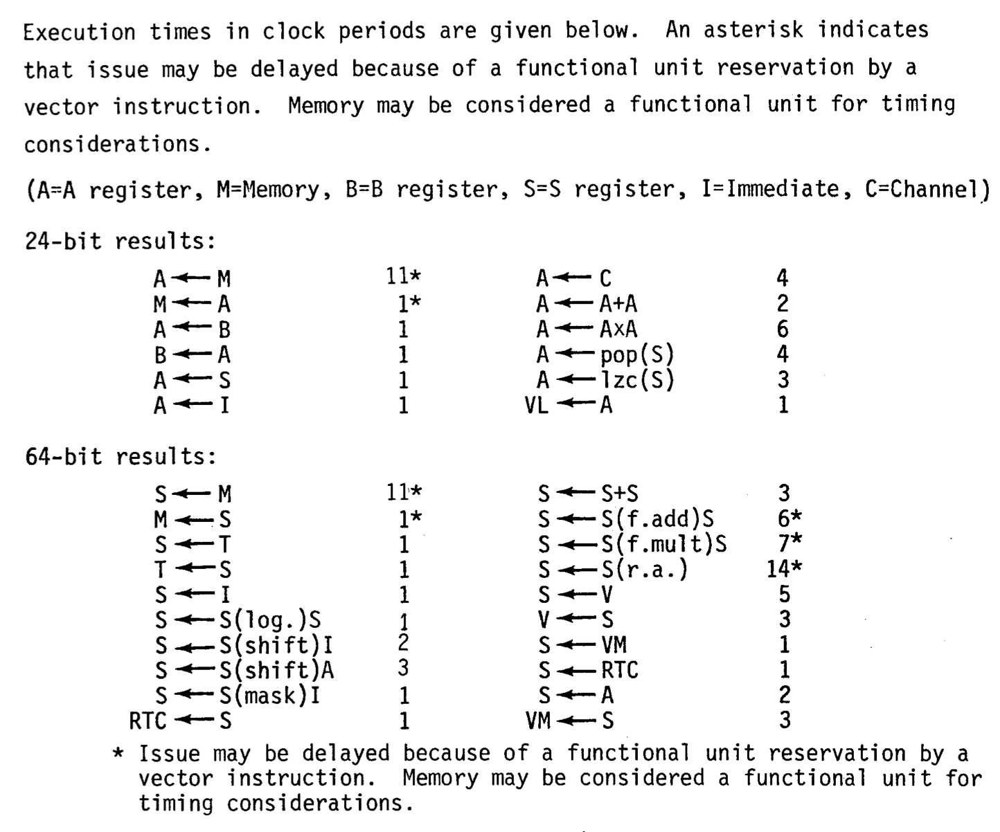 Execution times in clock periods are given below. An asterisk indicates
that issue may be delayed because of a functional unit reservation by a
vector instruction. Memory may be considered a functional unit for timing
considerations.
(A=A register, M=Memory, B=B register, S=S register, I=Immediate, C=Channel)
24-bit results:
A ← M 11* A ← C 4
M ← A 1* A ← A+A 2
A ← B 1 A ← AxA 6
B ← A 1 A ← pop(S) 4
A ← S 1 A ← lzc(S) 3
A ← I 1 VL ← A 1
64-bit results:
S ← M 11* S ← S+S 3
M ← S 1* S ← S(f.add)S 6*
S ← T 1 S ← S(f.mult)S 7*
T ← S 1 S ← S(r.a.) 14*
S ← I 1 S ← V 5
S ← S(log.)S 1 V ← S 3
S ← S(shift)I 2 S ← VM 1
S ← S(shift)A 3 S ← RTC 1
S ← S(mask)I 1 S ← A 2
RTC ← S 1 VM ← S 3
* Issue may be delayed because of a functional unit reservation by a
vector instruction. Memory may be considered a functional unit for
timing considerations.